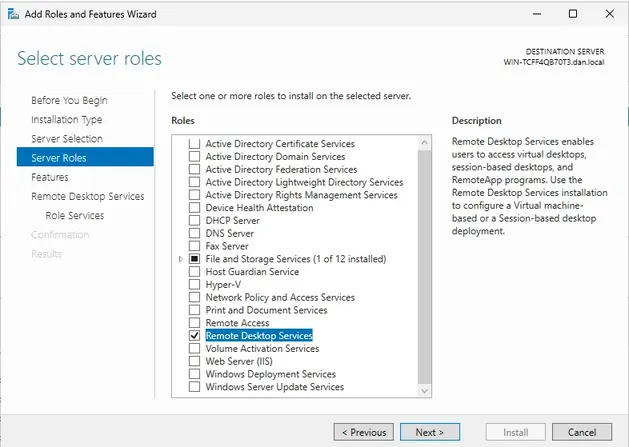 Add Roles and Features Wizard
Select server roles
DESTINATION SERVER
WIN-TCFF4QB70T3.dan.local
Before You Begin
Installation Type
Server Selection
Server Roles
Features
Remote Desktop Services
Role Services
Confirmation
Results
Select one or more roles to install on the selected server.
Roles
Active Directory Certificate Services
Active Directory Domain Services
Active Directory Federation Services
Active Directory Lightweight Directory Services
Active Directory Rights Management Services
Device Health Attestation
DHCP Server
DNS Server
Fax Server
File and Storage Services (1 of 12 installed)
Host Guardian Service
Hyper-V
Network Policy and Access Services
Print and Document Services
Remote Access
Remote Desktop Services
Volume Activation Services
Web Server (IIS)
Windows Deployment Services
Windows Server Update Services
Description
Remote Desktop Services enables
users to access virtual desktops,
session-based desktops, and
RemoteApp programs. Use the
Remote Desktop Services installation
to configure a Virtual machine-
based or a Session-based desktop
deployment.
< Previous
Next >
Install
Cancel